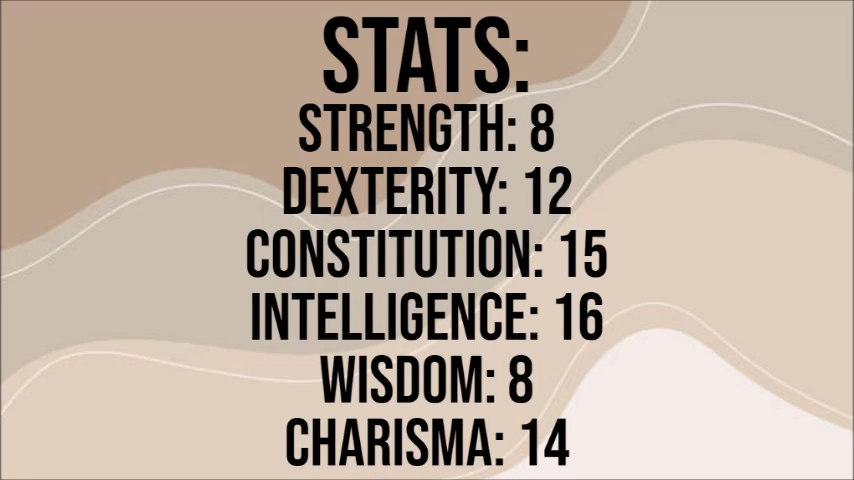 STATS:
STRENGTH: 8
DEXTERITY: 12
CONSTITUTION: 15
INTELLIGENCE: 16
WISDOM: 8
CHARISMA: 14